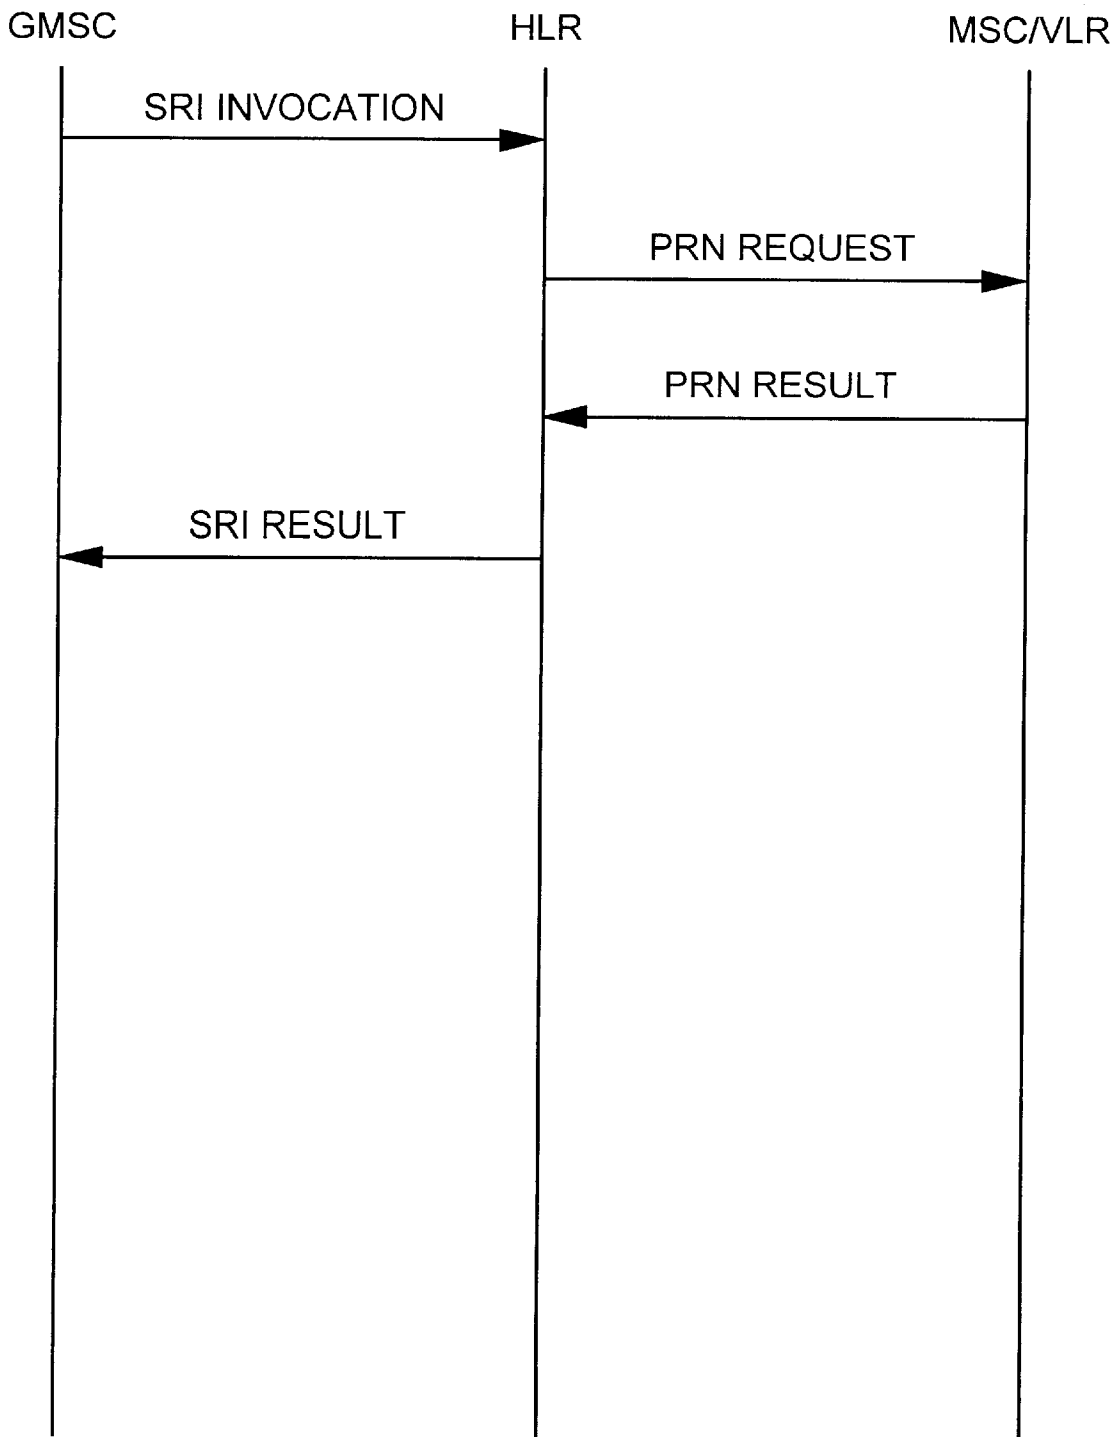 GMSC HLR MSC/VLR
SRI INVOCATION
PRN REQUEST
PRN RESULT
SRI RESULT